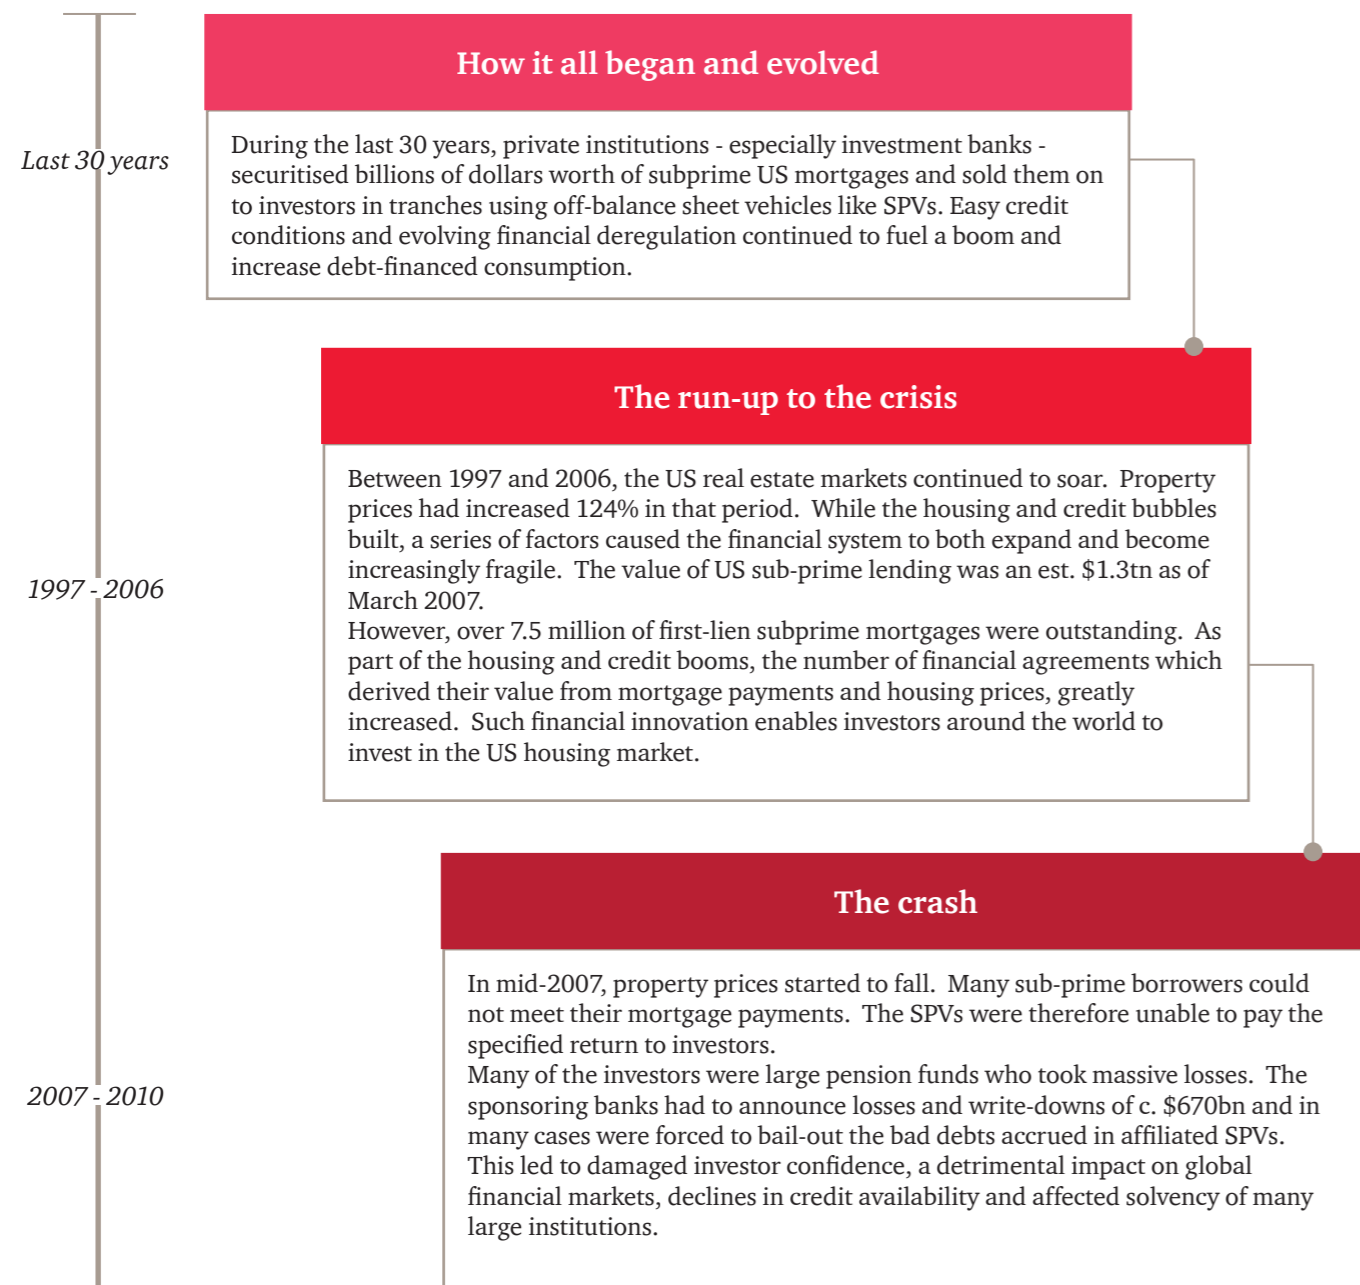 How it all began and evolved
Last 30 years
During the last 30 years, private institutions - especially investment banks -
securitised billions of dollars worth of subprime US mortgages and sold them on
to investors in tranches using off-balance sheet vehicles like SPVs. Easy credit
conditions and evolving financial deregulation continued to fuel a boom and
increase debt-financed consumption.
The run-up to the crisis
1997 - 2006
Between 1997 and 2006, the US real estate markets continued to soar. Property
prices had increased 124% in that period. While the housing and credit bubbles
built, a series of factors caused the financial system to both expand and become
increasingly fragile. The value of US sub-prime lending was an est. $1.3tn as of
March 2007.
However, over 7.5 million of first-lien subprime mortgages were outstanding. As
part of the housing and credit booms, the number of financial agreements which
derived their value from mortgage payments and housing prices, greatly
increased. Such financial innovation enables investors around the world to
invest in the US housing market.
The crash
2007 - 2010
In mid-2007, property prices started to fall. Many sub-prime borrowers could
not meet their mortgage payments. The SPVs were therefore unable to pay the
specified return to investors.
Many of the investors were large pension funds who took massive losses. The
sponsoring banks had to announce losses and write-downs of c. $670bn and in
many cases were forced to bail-out the bad debts accrued in affiliated SPVs.
This led to damaged investor confidence, a detrimental impact on global
financial markets, declines in credit availability and affected solvency of many
large institutions.